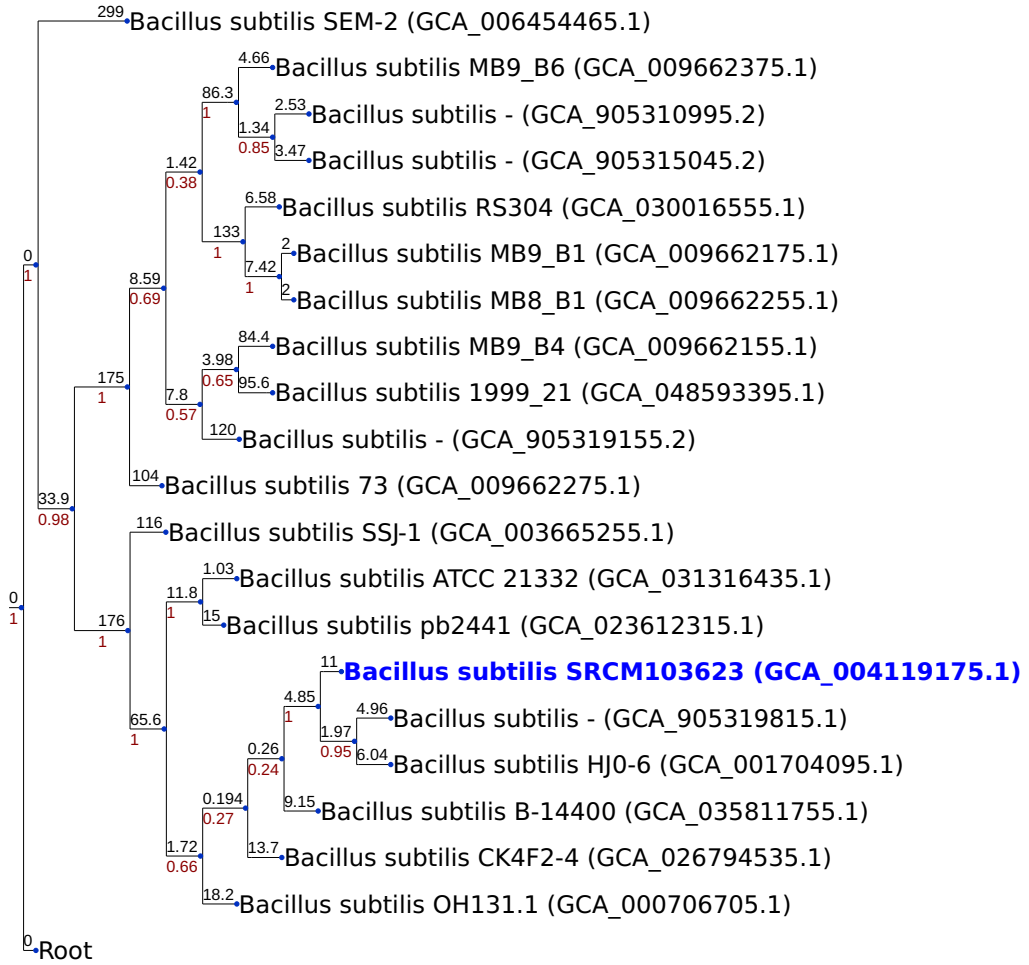 299
Bacillus subtilis SEM-2 (GCA_006454465.1)
4.66
Bacillus subtilis MB9_B6 (GCA_009662375.1)
86.3
1
2.53
Bacillus subtilis - (GCA_905310995.2)
1.34
0.85
3.47
Bacillus subtilis - (GCA_905315045.2)
1.42
0.38
6.58
Bacillus subtilis RS304 (GCA_030016555.1)
133
1
2
Bacillus subtilis MB9_B1 (GCA_009662175.1)
0
1
7.42
1
8.59
0.69
2
Bacillus subtilis MB8_B1 (GCA_009662255.1)
84.4
Bacillus subtilis MB9_B4 (GCA_009662155.1)
3.98
0.65
175
1
95.6
Bacillus subtilis 1999_21 (GCA_048593395.1)
7.8
0.57
120
Bacillus subtilis - (GCA_905319155.2)
104
Bacillus subtilis 73 (GCA_009662275.1)
33.9
0.98
116
Bacillus subtilis SSJ-1 (GCA_003665255.1)
1.03
Bacillus subtilis ATCC 21332 (GCA_031316435.1)
11.8
1
0
1
15
Bacillus subtilis pb2441 (GCA_023612315.1)
176
1
11
Bacillus subtilis SRCM103623 (GCA_004119175.1)
4.85
1
4.96
Bacillus subtilis - (GCA_905319815.1)
65.6
1
1.97
0.95
0.26
0.24
6.04
Bacillus subtilis HJ0-6 (GCA_001704095.1)
0.194
0.27
9.15
Bacillus subtilis B-14400 (GCA_035811755.1)
1.72
0.66
13.7
Bacillus subtilis CK4F2-4 (GCA_026794535.1)
18.2
Bacillus subtilis OH131.1 (GCA_000706705.1)
0
Root